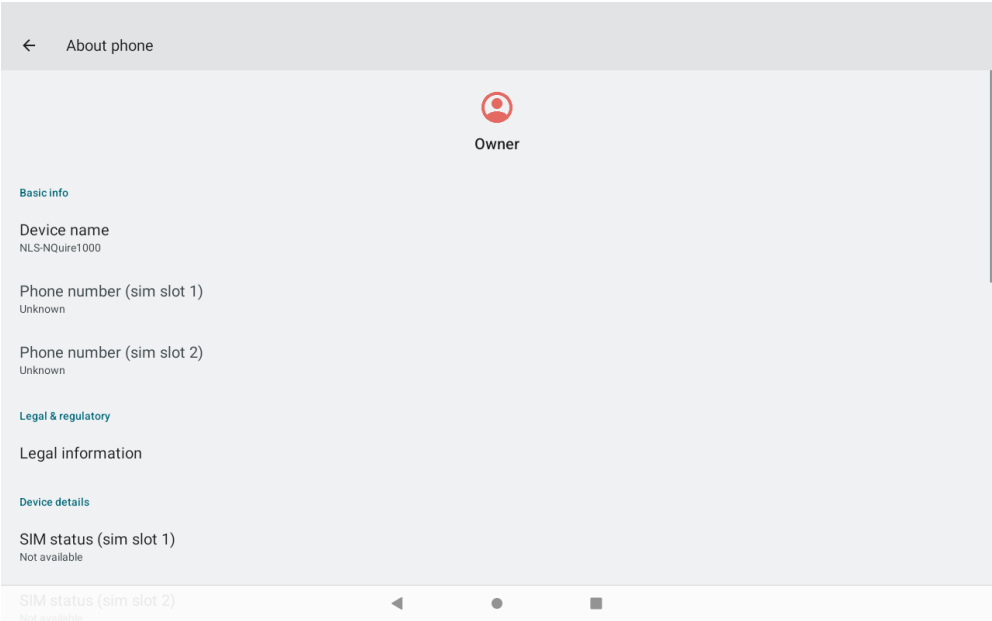 About phone
Owner
Basic info
Device name
NLS-NQuire1000
Phone number (sim slot 1)
Unknown
Phone number (sim slot 2)
Unknown
Legal & regulatory
Legal information
Device details
SIM status (sim slot 1)
Not available
SIM status (sim slot 2)
Not available